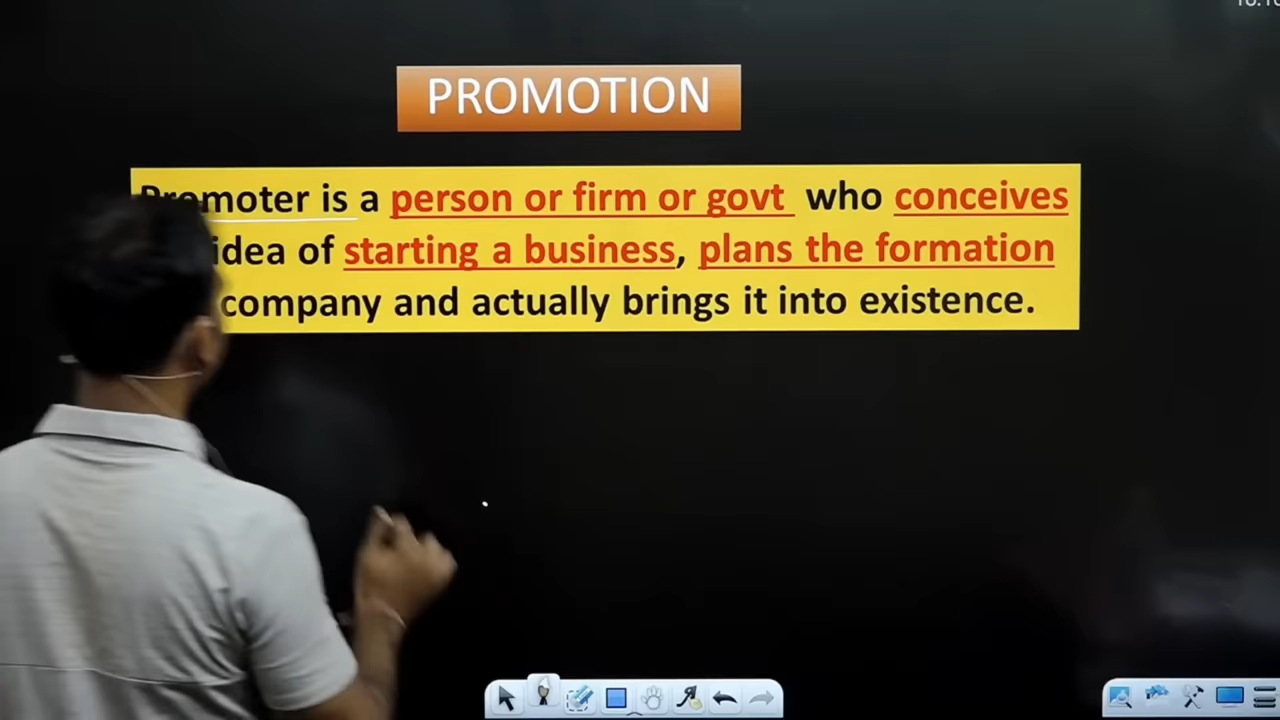 PROMOTION
Promoter is a person or firm or govt who conceives
idea of starting a business, plans the formation
company and actually brings it into existence.